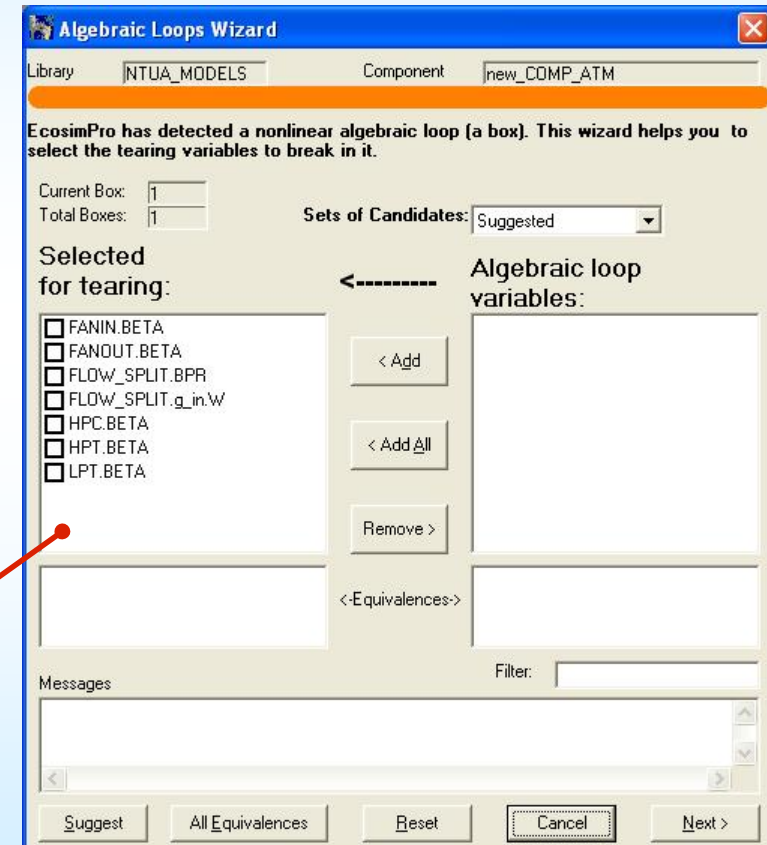 Algebraic Loops Wizard
Library NTUA_MODELS Component new_COMP_ATM
EcosimPro has detected a nonlinear algebraic loop (a box). This wizard helps you to
select the tearing variables to break in it.
Current Box: 1
Total Boxes: 1
Sets of Candidates: Suggested
Selected
for tearing:
<---------
Algebraic loop
variables:
FANIN.BETA
FANOUT.BETA
FLOW_SPLIT.BPR
FLOW_SPLIT.g_in.W
HPC.BETA
HPT.BETA
LPT.BETA
< Add
< Add All
Remove >
<-Equivalences->
Filter:
Messages
Suggest All Equivalences Reset Cancel Next >